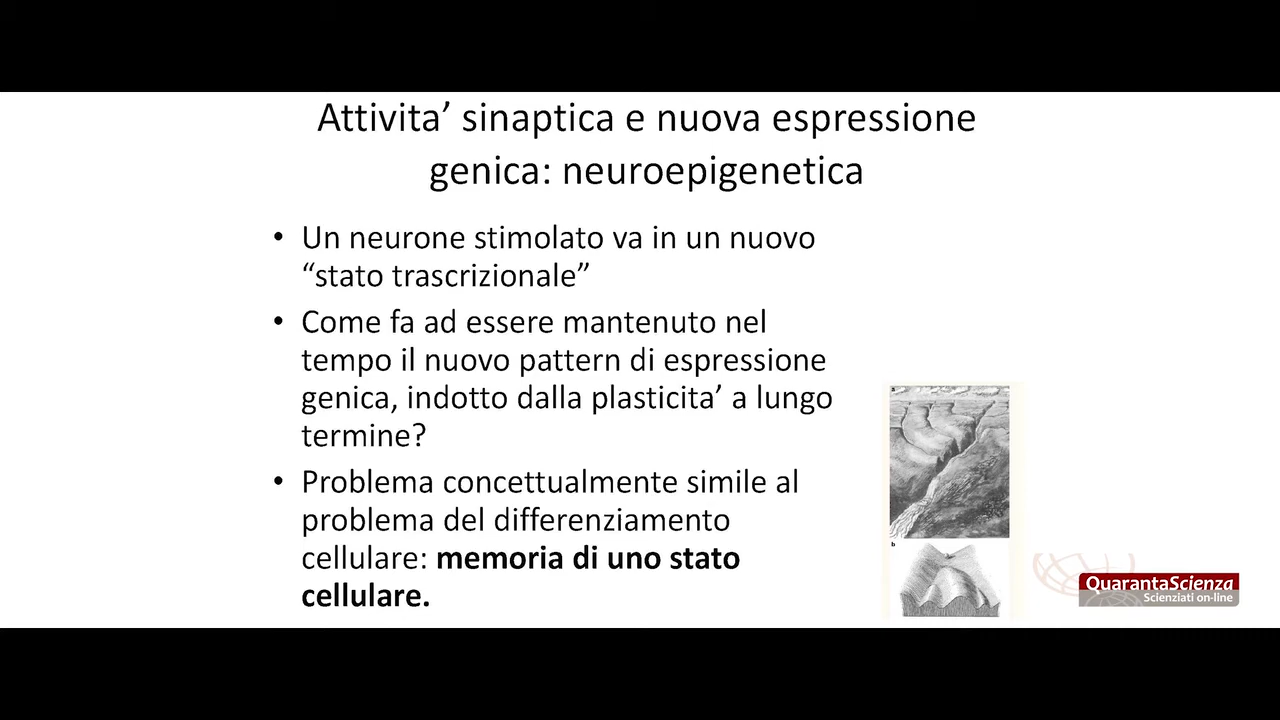 Attivita’ sinaptica e nuova espressione
genica: neuroepigenetica
• Un neurone stimolato va in un nuovo
“stato trascrizionale”
• Come fa ad essere mantenuto nel
tempo il nuovo pattern di espressione
genica, indotto dalla plasticita’ a lungo
termine?
• Problema concettualmente simile al
problema del differenziamento
cellulare: memoria di uno stato
cellulare.
a
b
QuarantaScienza
Scienziati on-line